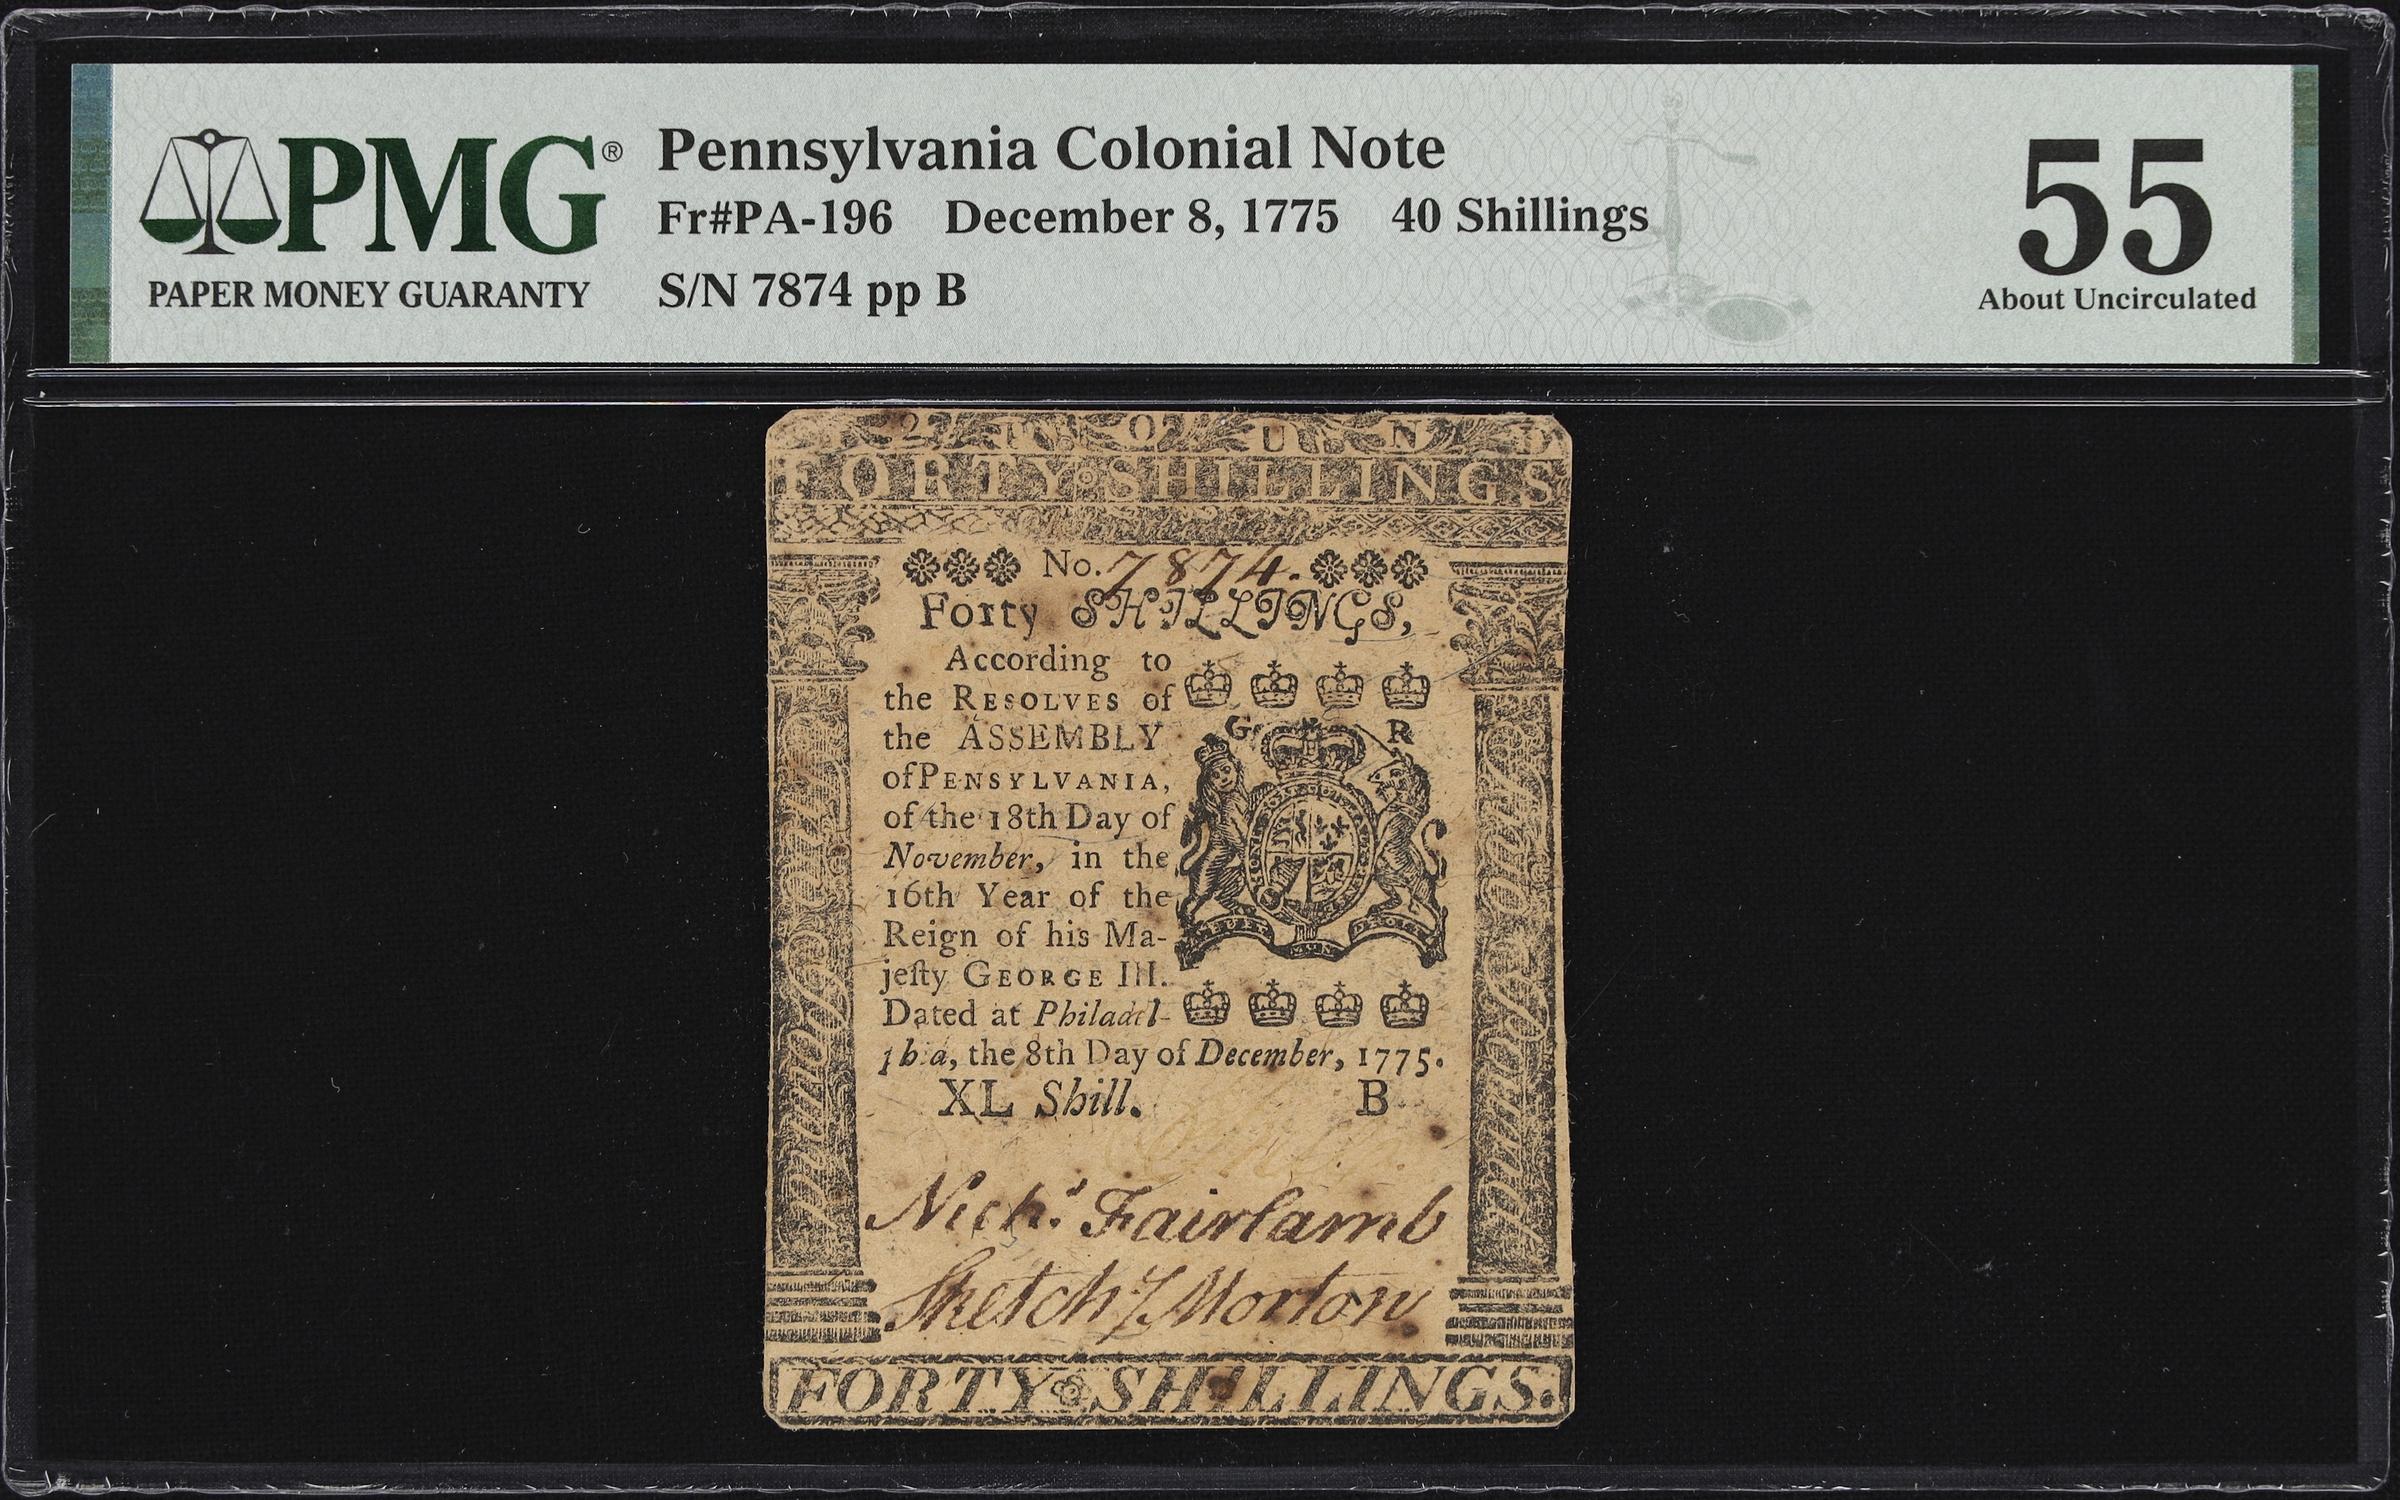 PMG®
PAPER MONEY GUARANTY
Pennsylvania Colonial Note
Fr#PA-196 December 8, 1775 40 Shillings
S/N 7874 pp B
55
About Uncirculated
2 P O U N D
FORTY SHILLINGS
No. 7874.
Forty SHILLINGS,
According to
the RESOLVES of
the ASSEMBLY
of PENSYLVANIA,
of the 18th Day of
November, in the
16th Year of the
Reign of his Ma-
jeſty GEORGE III.
Dated at Philadel-
phia, the 8th Day of December, 1775.
G R
XL Shill. B
Nichs. Fairlamb
Sketchy Morton
FORTY SHILLINGS.